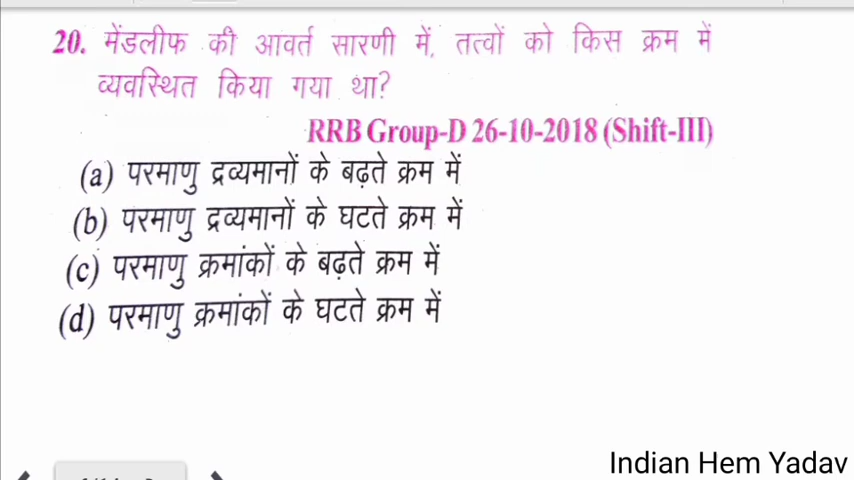 20. मेंडलीफ की आवर्त सारणी में, तत्वों को किस क्रम में
व्यवस्थित किया गया था?
RRB Group-D 26-10-2018 (Shift-III)
(a) परमाणु द्रव्यमानों के बढ़ते क्रम में
(b) परमाणु द्रव्यमानों के घटते क्रम में
(c) परमाणु क्रमांकों के बढ़ते क्रम में
(d) परमाणु क्रमांकों के घटते क्रम में
Indian Hem Yadav